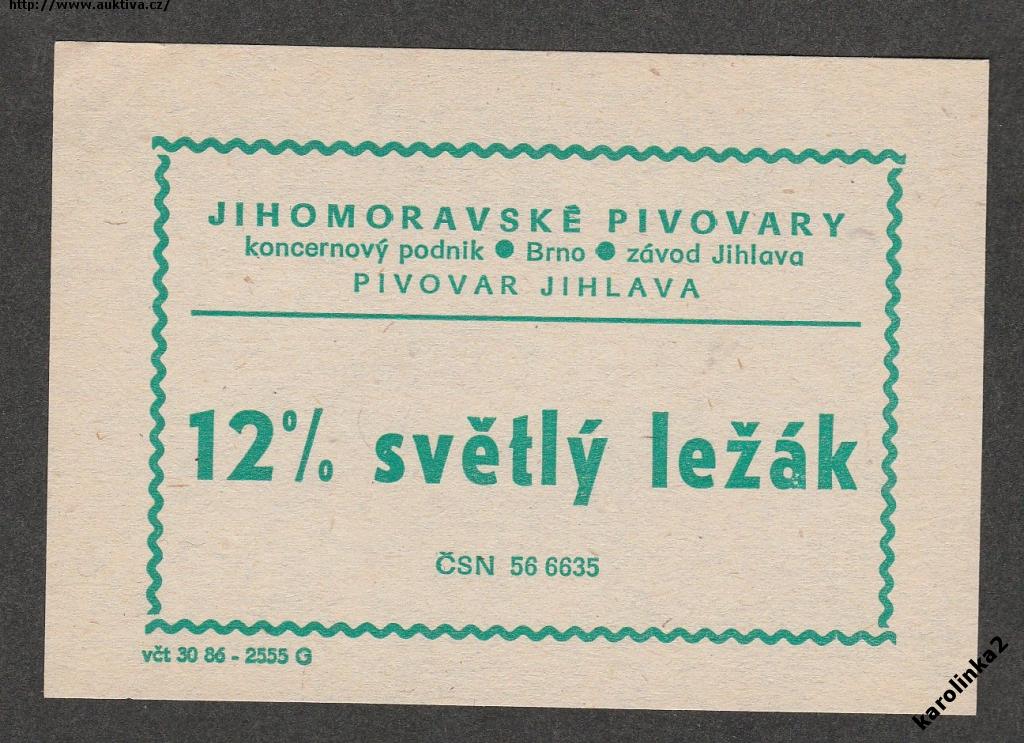 http://www.auktiva.cz/
JIHOMORAVSKÉ PIVOVARY
koncernový podnik ● Brno ● závod Jihlava
PIVOVAR JIHLAVA
12% světlý ležák
ČSN 56 6635
včt 30 86 - 2555 G
karolinka2